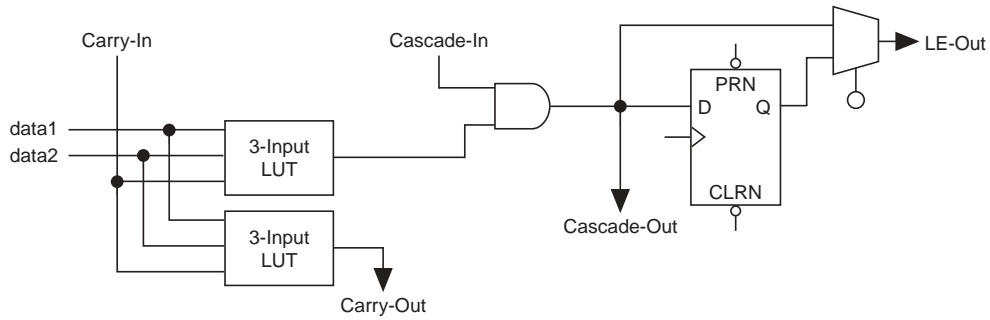 Carry-In
Cascade-In
LE-Out
PRN
data1
D
Q
3-Input
LUT
data2
CLRN
3-Input
LUT
Cascade-Out
Carry-Out